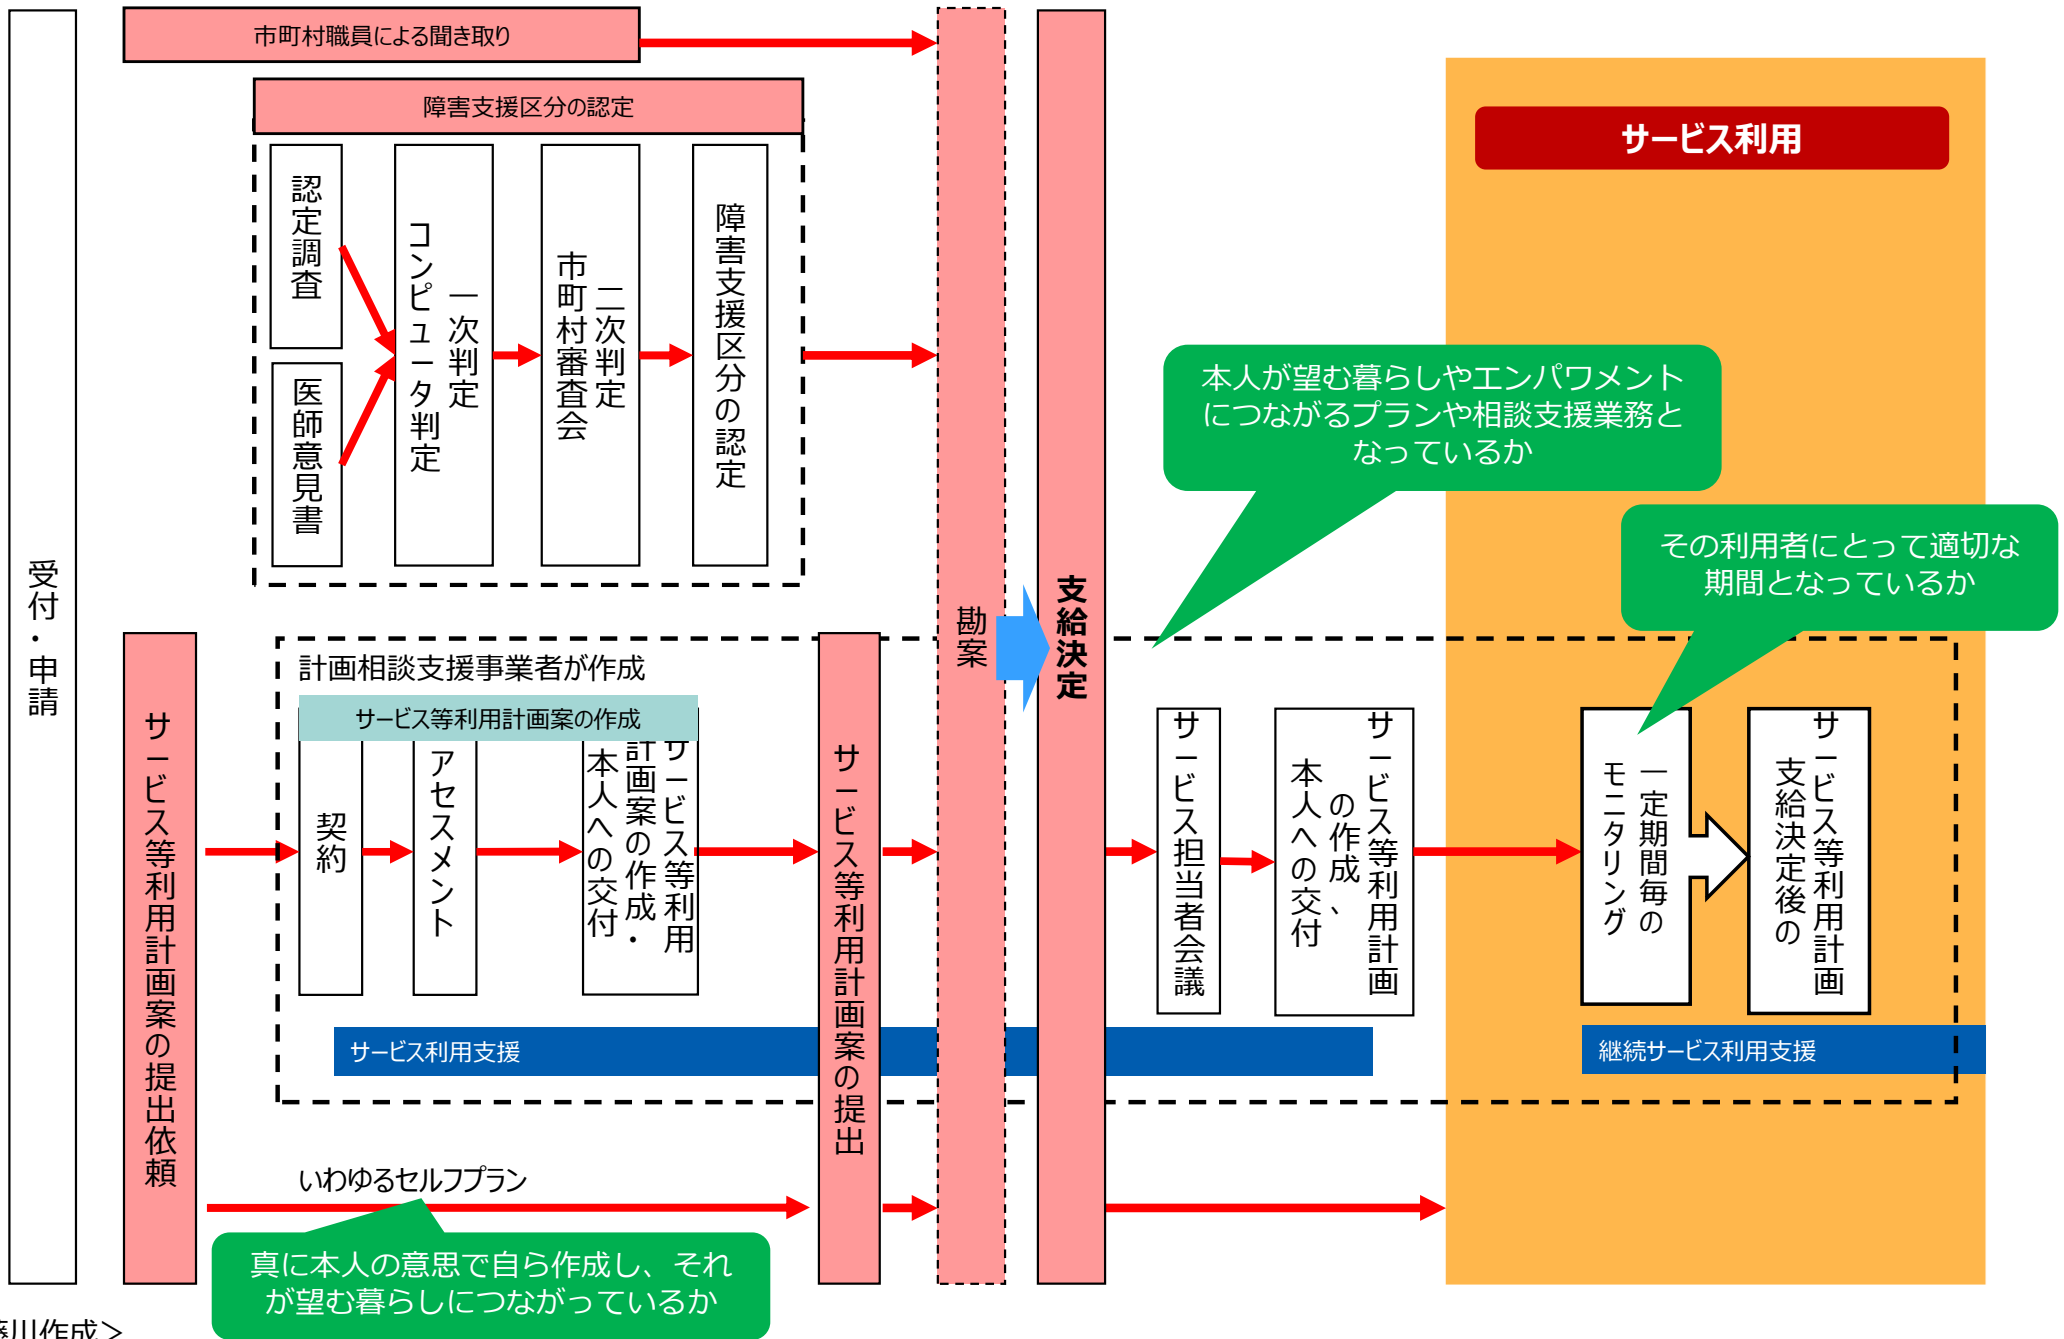 市町村職員による聞き取り
障害支援区分の認定
サービス利用
受付・申請
認定調査
医師意見書
一次判定
コンピュータ判定
二次判定
市町村審査会
障害支援区分の認定
勘案
支給決定
本人が望む暮らしやエンパワメント
につながるプランや相談支援業務と
なっているか
その利用者にとって適切な
期間となっているか
サービス等利用計画案の提出依頼
計画相談支援事業者が作成
サービス等利用計画案の作成
契約
アセスメント
サービス等利用
計画案の作成・
本人への交付
サービス等利用計画案の提出
サービス担当者会議
サービス等利用計画
の作成、
本人への交付
一定期間毎の
モニタリング
サービス等利用計画
支給決定後の
サービス利用支援
継続サービス利用支援
いわゆるセルフプラン
真に本人の意思で自ら作成し、それ
が望む暮らしにつながっているか
川作成＞